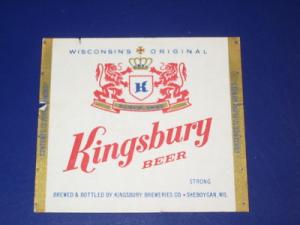 WISCONSIN'S ORIGINAL
K
Kingsbury
BEER
STRONG
BREWED & BOTTLED BY KINGSBURY BREWERIES CO • SHEBOYGAN, WIS.